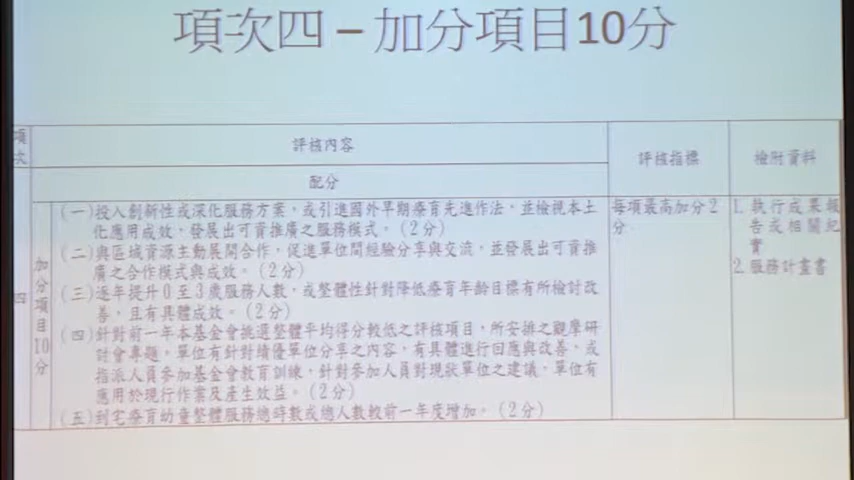 項次四 – 加分項目10分
項次
評核內容
評核指標
檢附資料
配分
四
加分項目10分
(一)投入創新性或深化服務方案，或引進國外早期療育先進作法，並檢視本土
化應用成效，發展出可資推廣之服務模式。(2分)
(二)與區域資源主動展開合作，促進單位間經驗分享與交流，並發展出可資推
廣之合作模式與成效。(2分)
(三)逐年提升0至3歲服務人數，或整體性針對降低療育年齡目標有所檢討改
善，且有具體成效。(2分)
(四)針對前一年本基金會挑選整體平均得分較低之評核項目，所安排之觀摩研
討會專題，單位有針對績優單位分享之內容，有具體進行回應與改善，或
指派人員參加基金會教育訓練，針對參加人員對現狀單位之建議，單位有
應用於現行作業及產生效益。(2分)
(五)到宅療育幼童整體服務總時數或總人數較前一年度增加。(2分)
每項最高加分2
分
1. 執行成果報
告或相關紀
實
2. 服務計畫書